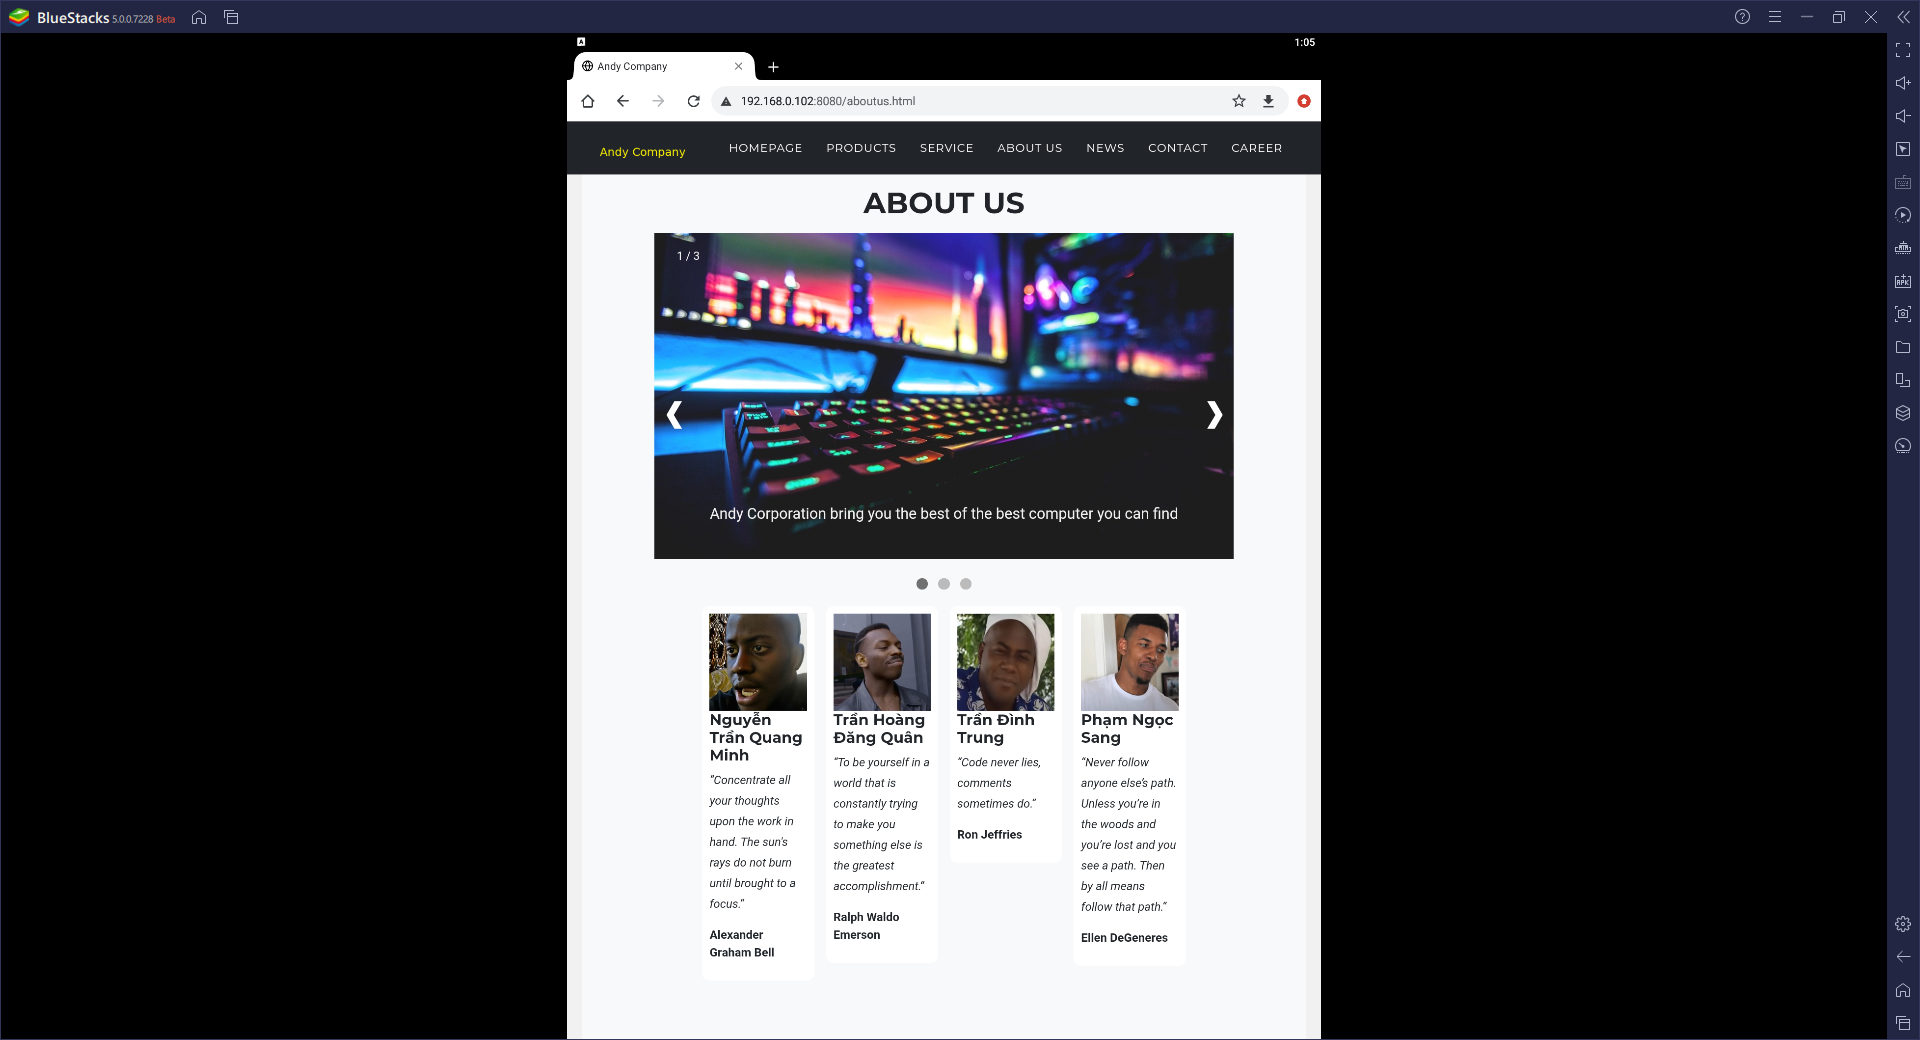 BlueStacks 5.0.0.7228 Beta
1:05
Andy Company
192.168.0.102:8080/aboutus.html
Andy Company HOMEPAGE PRODUCTS SERVICE ABOUT US NEWS CONTACT CAREER
ABOUT US
1 / 3
Andy Corporation bring you the best of the best computer you can find
Nguyễn
Trần Quang
Minh
“Concentrate all
your thoughts
upon the work in
hand. The sun's
rays do not burn
until brought to a
focus.”
Alexander
Graham Bell
Trần Hoàng
Đăng Quân
“To be yourself in a
world that is
constantly trying
to make you
something else is
the greatest
accomplishment.”
Ralph Waldo
Emerson
Trần Đình
Trung
“Code never lies,
comments
sometimes do.”
Ron Jeffries
Phạm Ngọc
Sang
“Never follow
anyone else’s path.
Unless you’re in
the woods and
you’re lost and you
see a path. Then
by all means
follow that path.”
Ellen DeGeneres